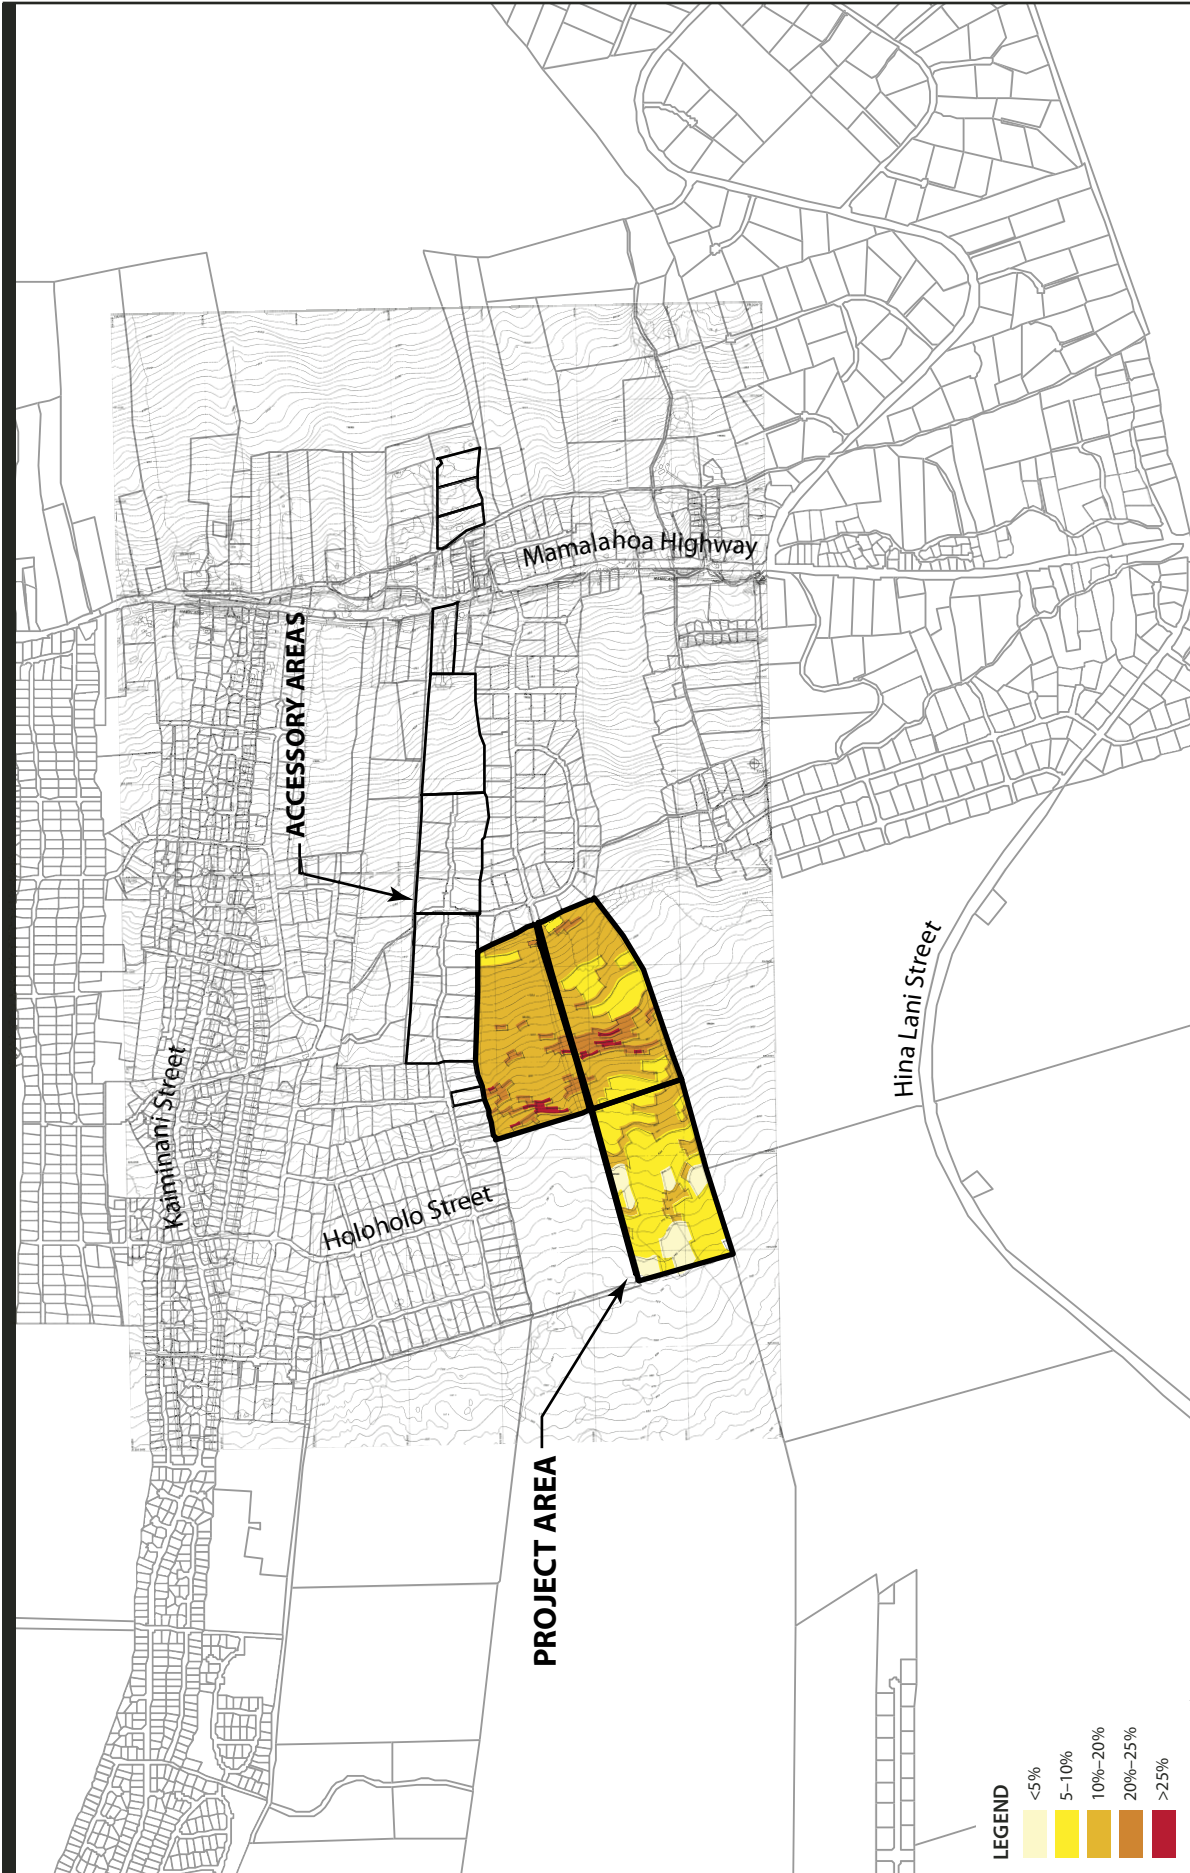 Mamalahoa Highway
ACCESSORY AREAS
Kaiminani Street
Holoholo Street
Hina Lani Street
PROJECT AREA
LEGEND
<5%
5–10%
10%–20%
20%–25%
>25%